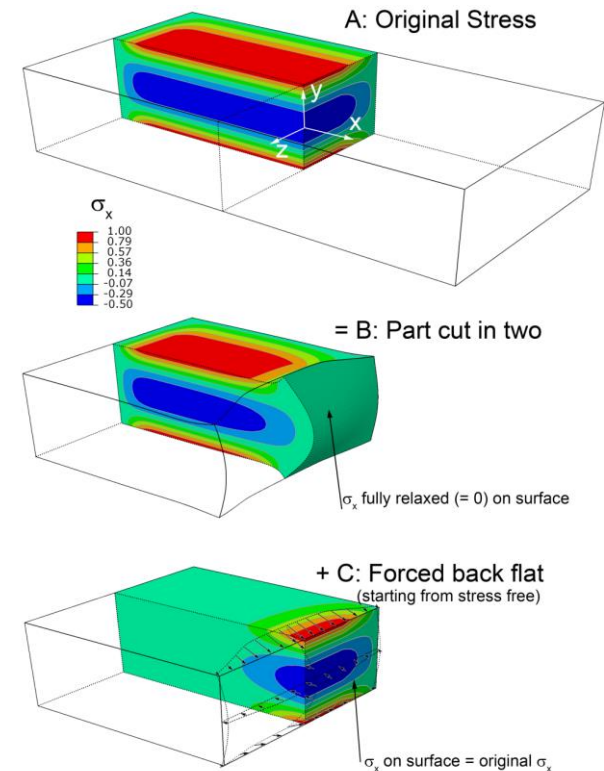 A: Original Stress
y
x
z
σx
1.00
0.79
0.57
0.36
0.14
-0.07
-0.29
-0.50
= B: Part cut in two
σx fully relaxed (= 0) on surface
+ C: Forced back flat
(starting from stress free)
σx on surface = original σx